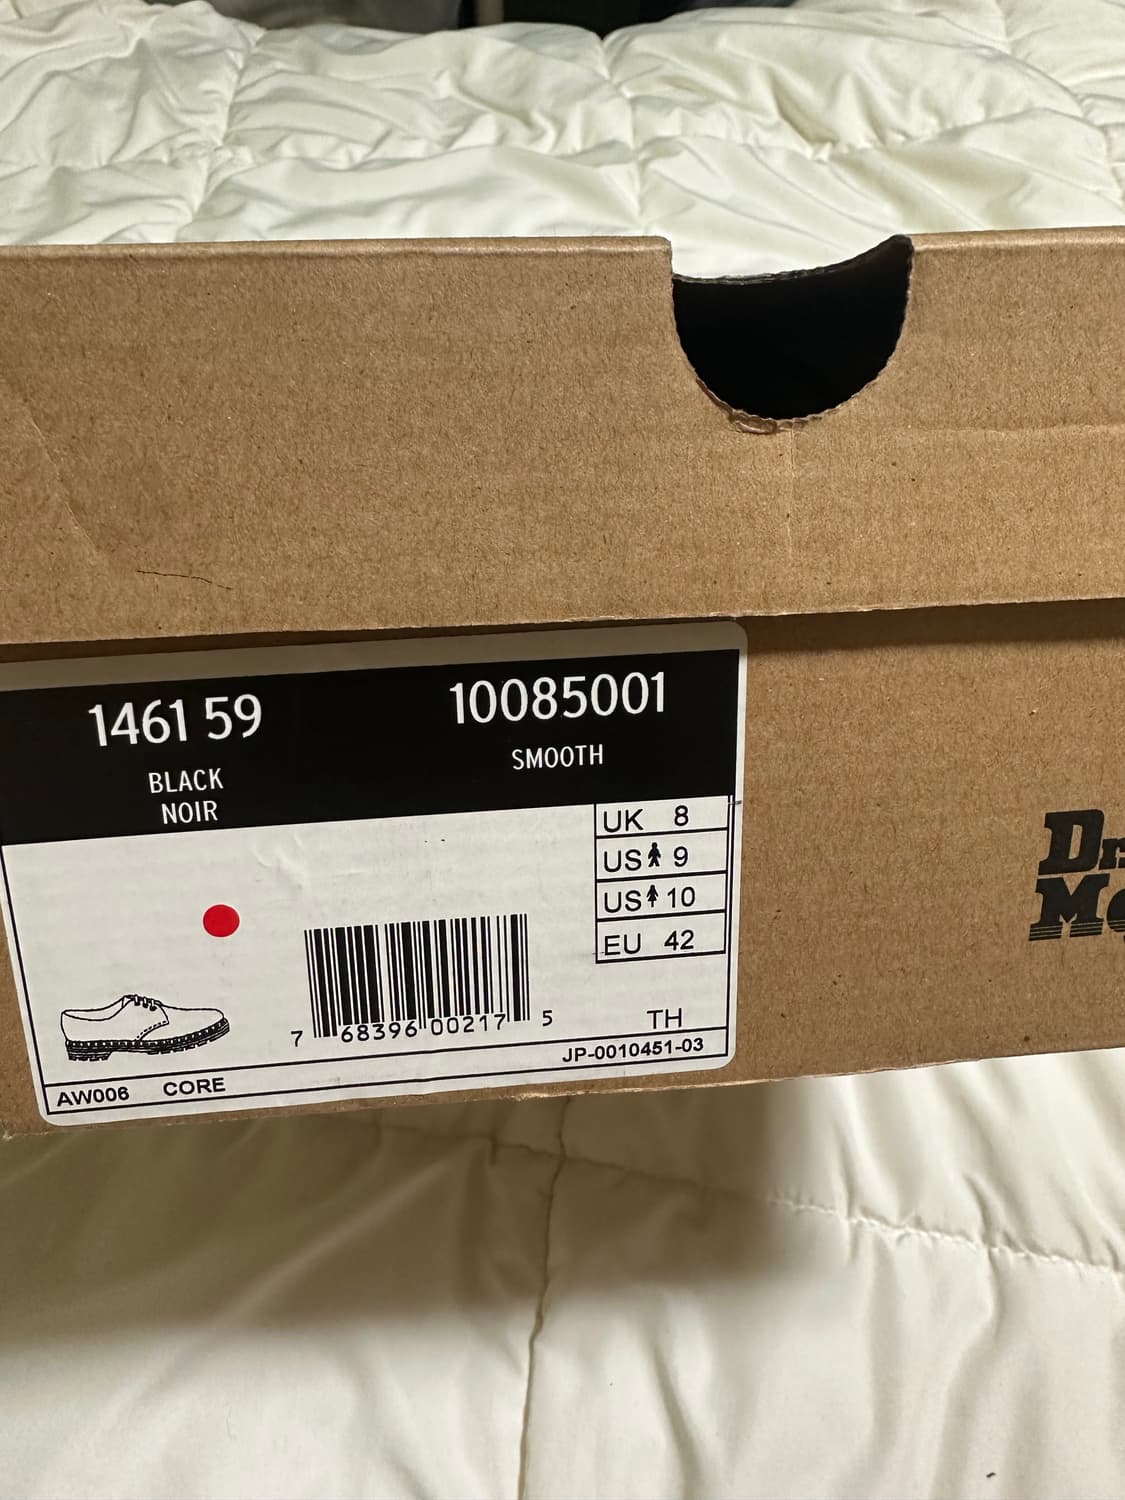 1461 59
10085001
BLACK
NOIR
SMOOTH
UK 8
US 9
US 10
EU 42
7 68396 00217 5
TH
JP-0010451-03
AW006 CORE
Dr.